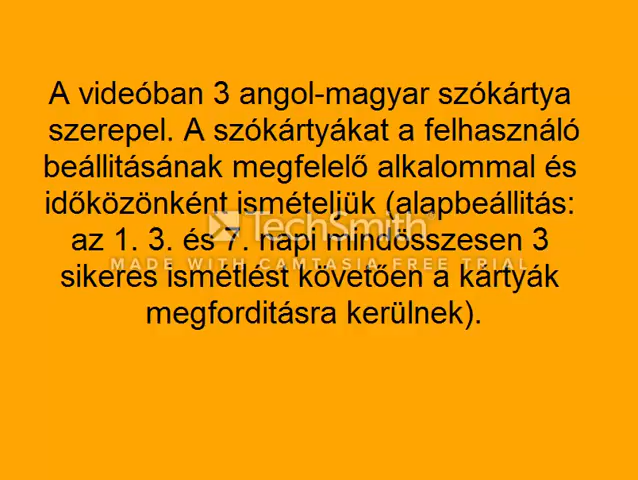 A videóban 3 angol-magyar szókártya
szerepel. A szókártyákat a felhasználó
beállitásának megfelelő alkalommal és
időközönként ismételjük (alapbeállitás:
TechSmith
az 1. 3. és 7. napi mindösszesen 3
MADE WITH CAMTASIA FREE TRIAL
sikeres ismétlést követően a kártyák
megforditásra kerülnek).